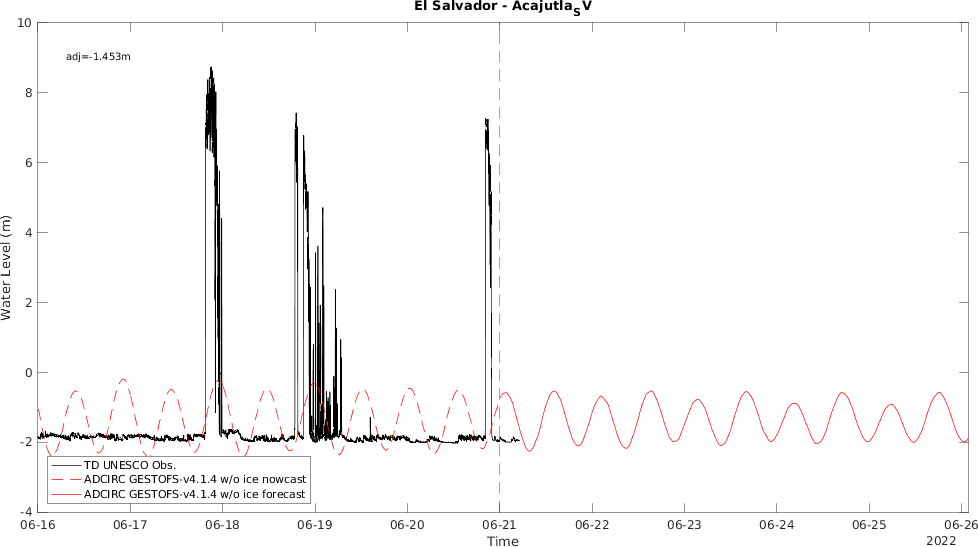 El Salvador - AcajutlaSV
adj=-1.453m
10
8
6
4
2
0
-2
-4
Water Level (m)
TD UNESCO Obs.
ADCIRC GESTOFS-v4.1.4 w/o ice nowcast
ADCIRC GESTOFS-v4.1.4 w/o ice forecast
06-16 06-17 06-18 06-19 06-20 06-21 06-22 06-23 06-24 06-25 06-26
Time
2022